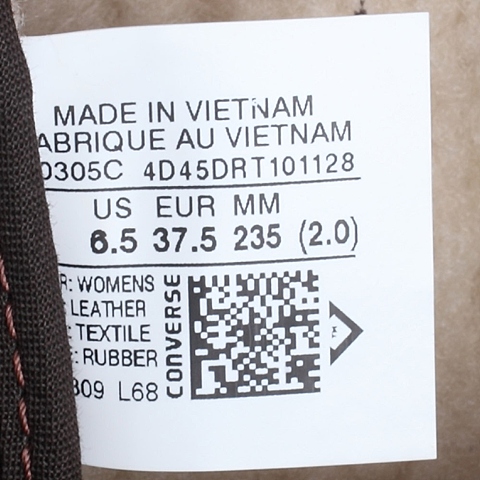 MADE IN VIETNAM
ABRIQUE AU VIETNAM
0305C 4D45DRT101128
US EUR MM
6.5 37.5 235 (2.0)
R: WOMENS
: LEATHER
: TEXTILE
: RUBBER
809 L68
CONVERSE
™